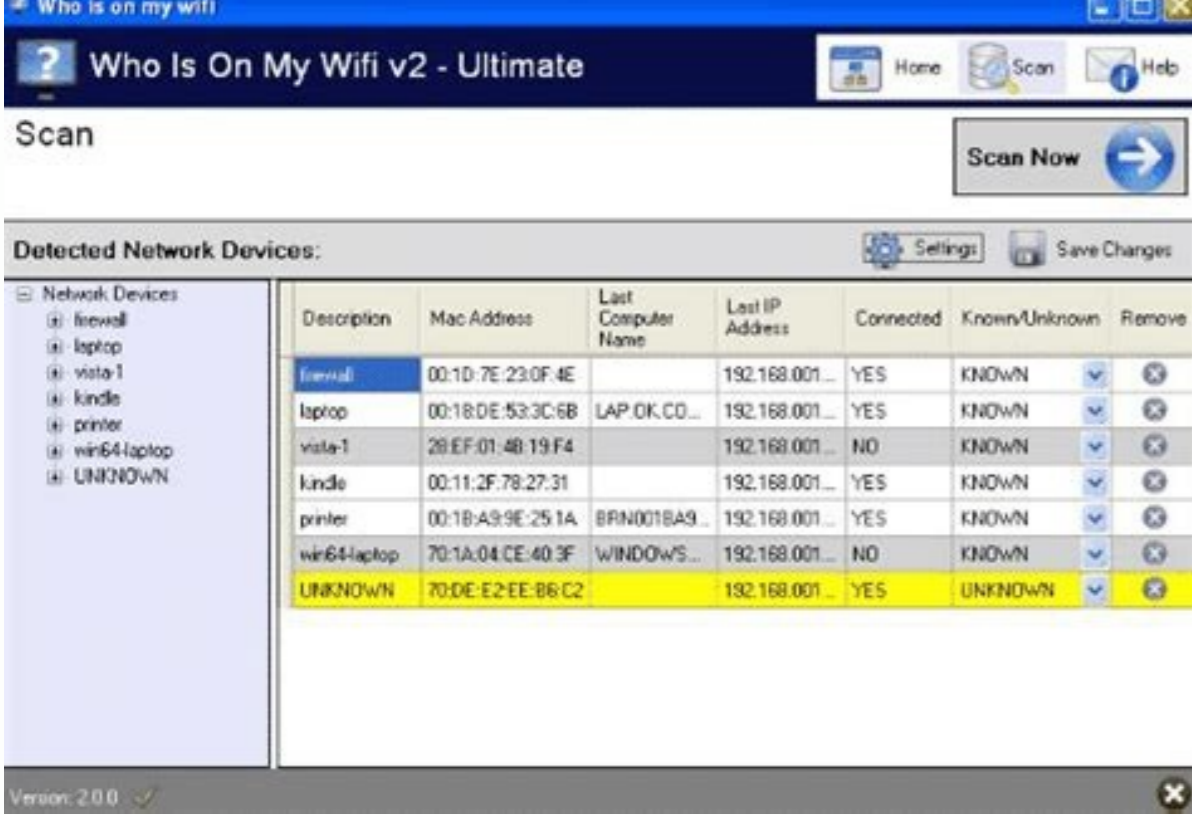 Who is on my wifi
Who Is On My Wifi v2 - Ultimate
Home
Scan
Help
Scan
Scan Now
Detected Network Devices:
Settings
Save Changes
Network Devices
firewall
laptop
vista-1
kindle
printer
win64-laptop
UNKNOWN
Description Mac Address Last Computer Name Last IP Address Connected Known/Unknown Remove
firewall 00:1D:7E:23:0F:4E 192.168.001... YES KNOWN
laptop 00:18:DE:53:3C:6B LAP.OK.CO... 192.168.001... YES KNOWN
vista-1 28:EF:01:48:19:F4 192.168.001... NO KNOWN
kindle 00:11:2F:78:27:31 192.168.001... YES KNOWN
printer 00:1B:A9:9E:25:1A BRN001BA9... 192.168.001... YES KNOWN
win64-laptop 70:1A:04:CE:40:3F WINDOWS... 192.168.001... NO KNOWN
UNKNOWN 70:DE:E2:EE:B6:C2 192.168.001... YES UNKNOWN
Version: 2.0.0